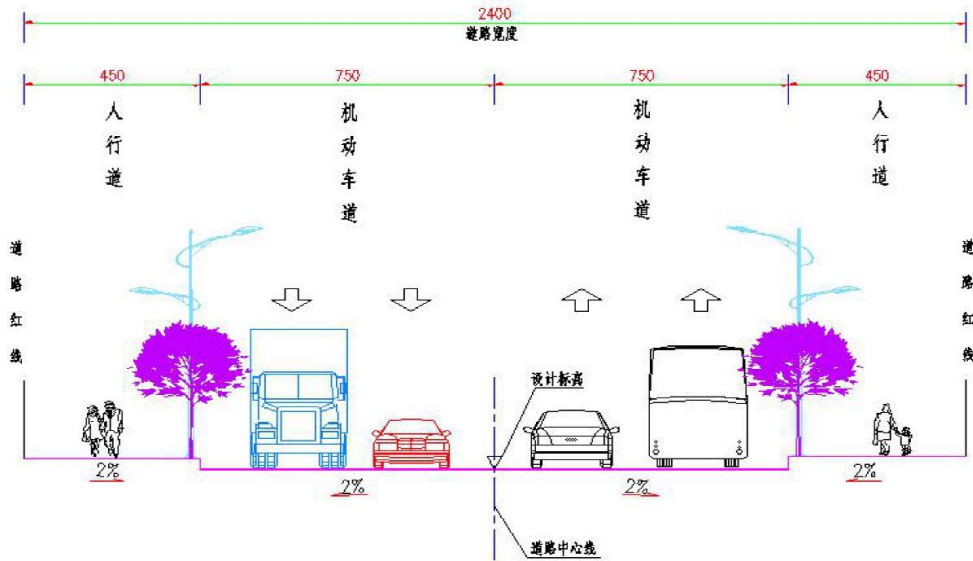 2400
道路宽度
450
750
750
450
人行道
机动车道
机动车道
人行道
道路红线
道路红线
设计标高
2%
2%
2%
2%
道路中心线